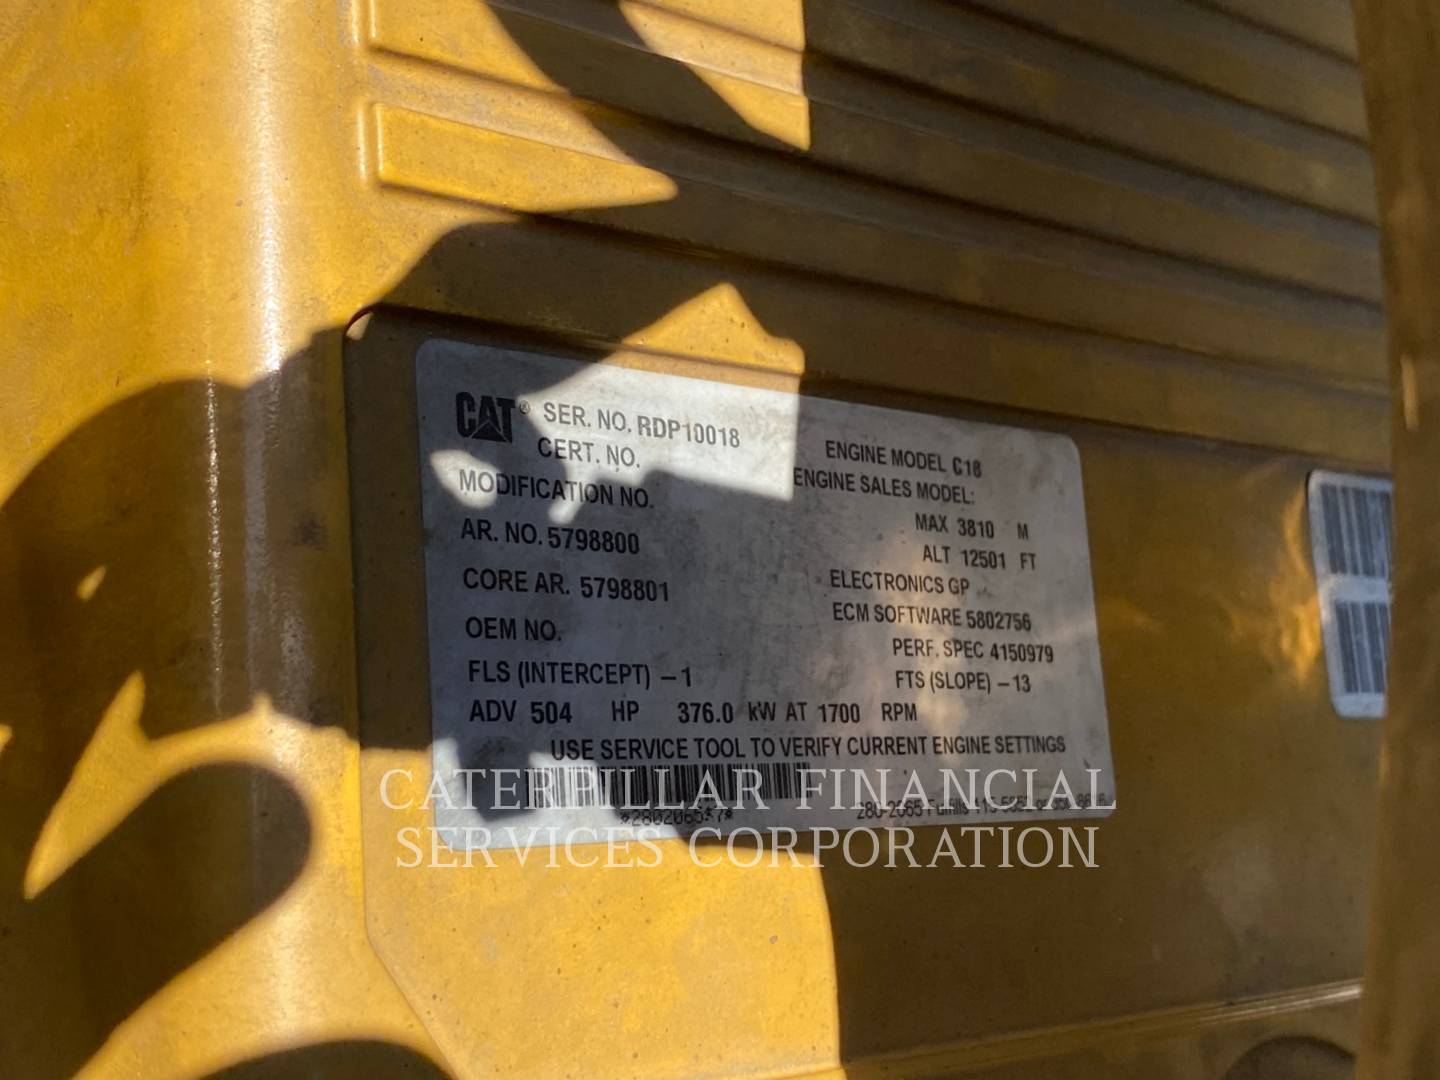 CAT® SER. NO. RDP10018
CERT. NO.
MODIFICATION NO.
AR. NO. 5798800
CORE AR. 5798801
OEM NO.
FLS (INTERCEPT) –1
ENGINE MODEL C18
ENGINE SALES MODEL:
MAX 3810 M
ALT 12501 FT
ELECTRONICS GP
ECM SOFTWARE 5802756
PERF. SPEC 4150979
FTS (SLOPE) –13
ADV 504 HP 376.0 kW AT 1700 RPM
USE SERVICE TOOL TO VERIFY CURRENT ENGINE SETTINGS
280-2065
CATERPILLAR FINANCIAL
SERVICES CORPORATION